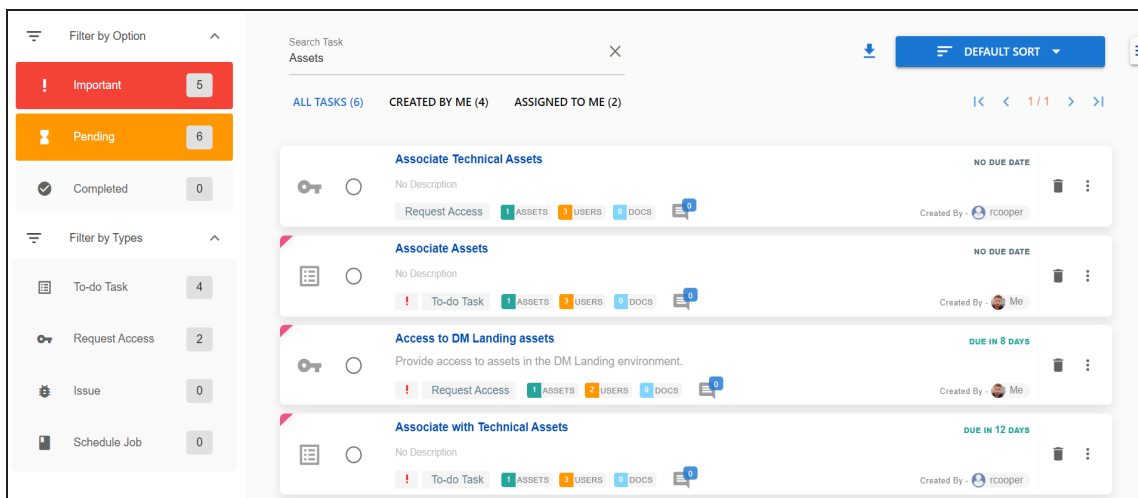 Filter by Option
Important 5
Pending 6
Completed 0
Filter by Types
To-do Task 4
Request Access 2
Issue 0
Schedule Job 0
Search Task
Assets
DEFAULT SORT
ALL TASKS (6) CREATED BY ME (4) ASSIGNED TO ME (2)
1 / 1
Associate Technical Assets
NO DUE DATE
No Description
Request Access 1 ASSETS 3 USERS 0 DOCS 0
Created By - rcooper
Associate Assets
NO DUE DATE
No Description
! To-do Task 1 ASSETS 3 USERS 0 DOCS 0
Created By - Me
Access to DM Landing assets
DUE IN 8 DAYS
Provide access to assets in the DM Landing environment.
! Request Access 1 ASSETS 2 USERS 0 DOCS 0
Created By - Me
Associate with Technical Assets
DUE IN 12 DAYS
No Description
! To-do Task 1 ASSETS 3 USERS 0 DOCS 0
Created By - rcooper